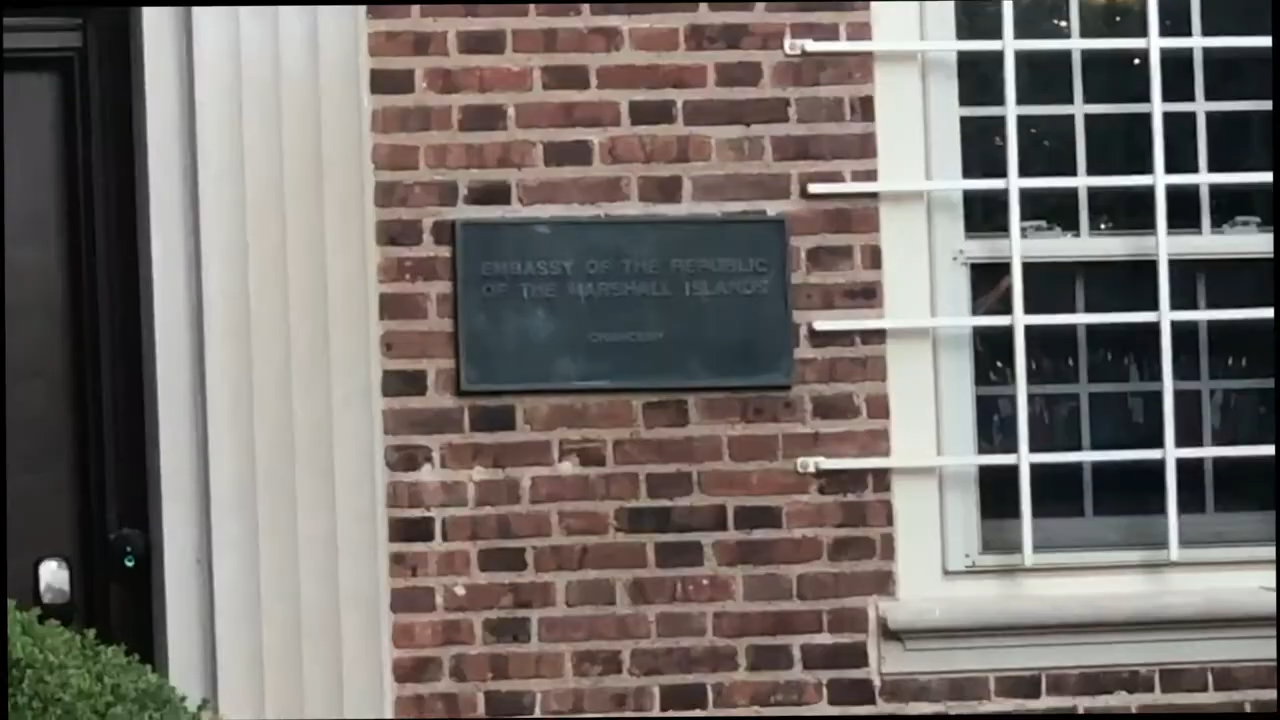 EMBASSY OF THE REPUBLIC
OF THE MARSHALL ISLANDS
CHANCERY